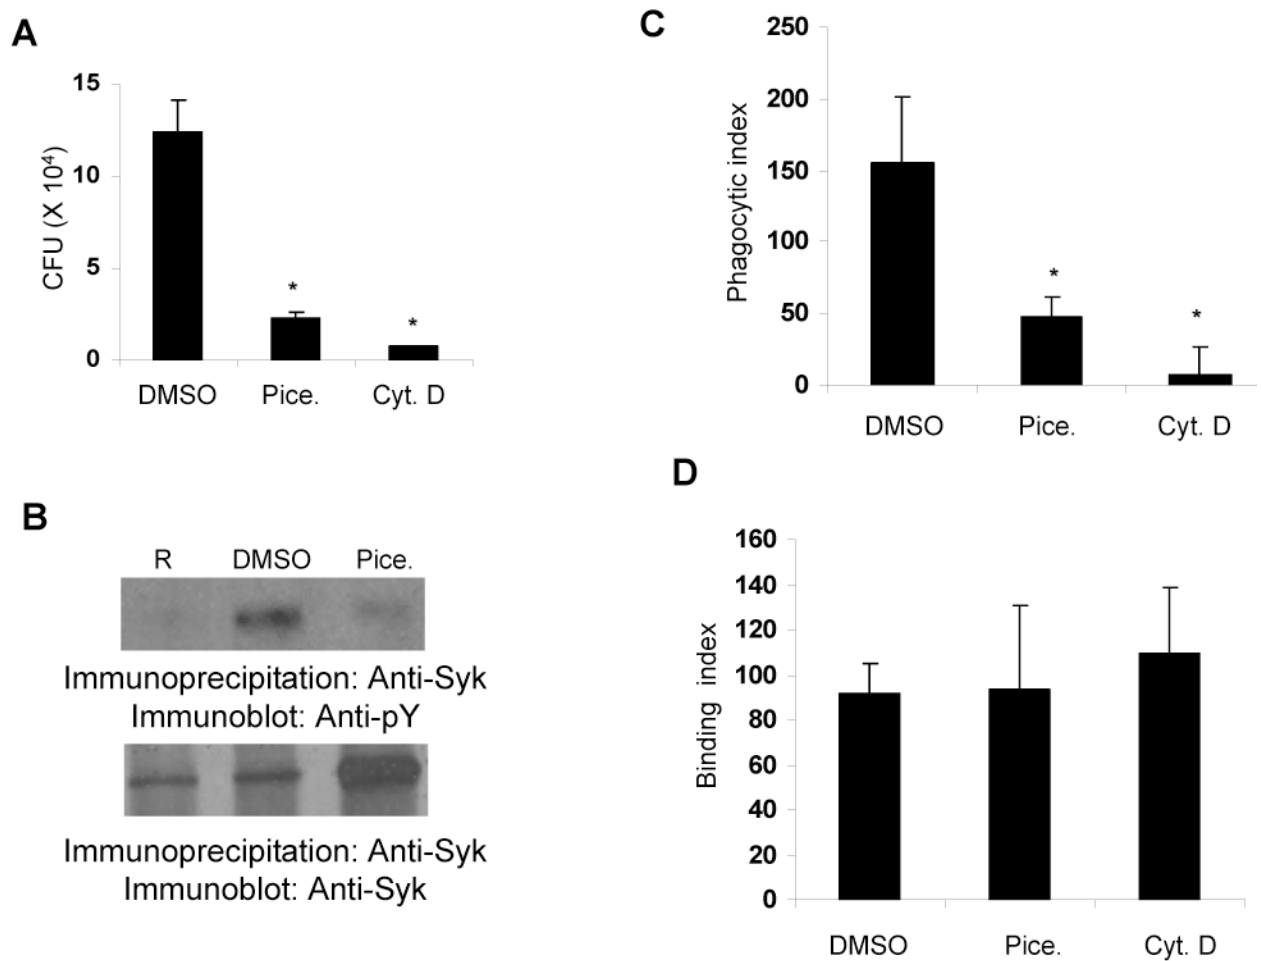 A
15
10
5
0
CFU (X 10⁴)
*
*
DMSO Pice. Cyt. D
B
R DMSO Pice.
Immunoprecipitation: Anti-Syk
Immunoblot: Anti-pY
Immunoprecipitation: Anti-Syk
Immunoblot: Anti-Syk
C
250
200
150
100
50
0
Phagocytic index
*
*
DMSO Pice. Cyt. D
D
160
140
120
100
80
60
40
20
0
Binding index
DMSO Pice. Cyt. D